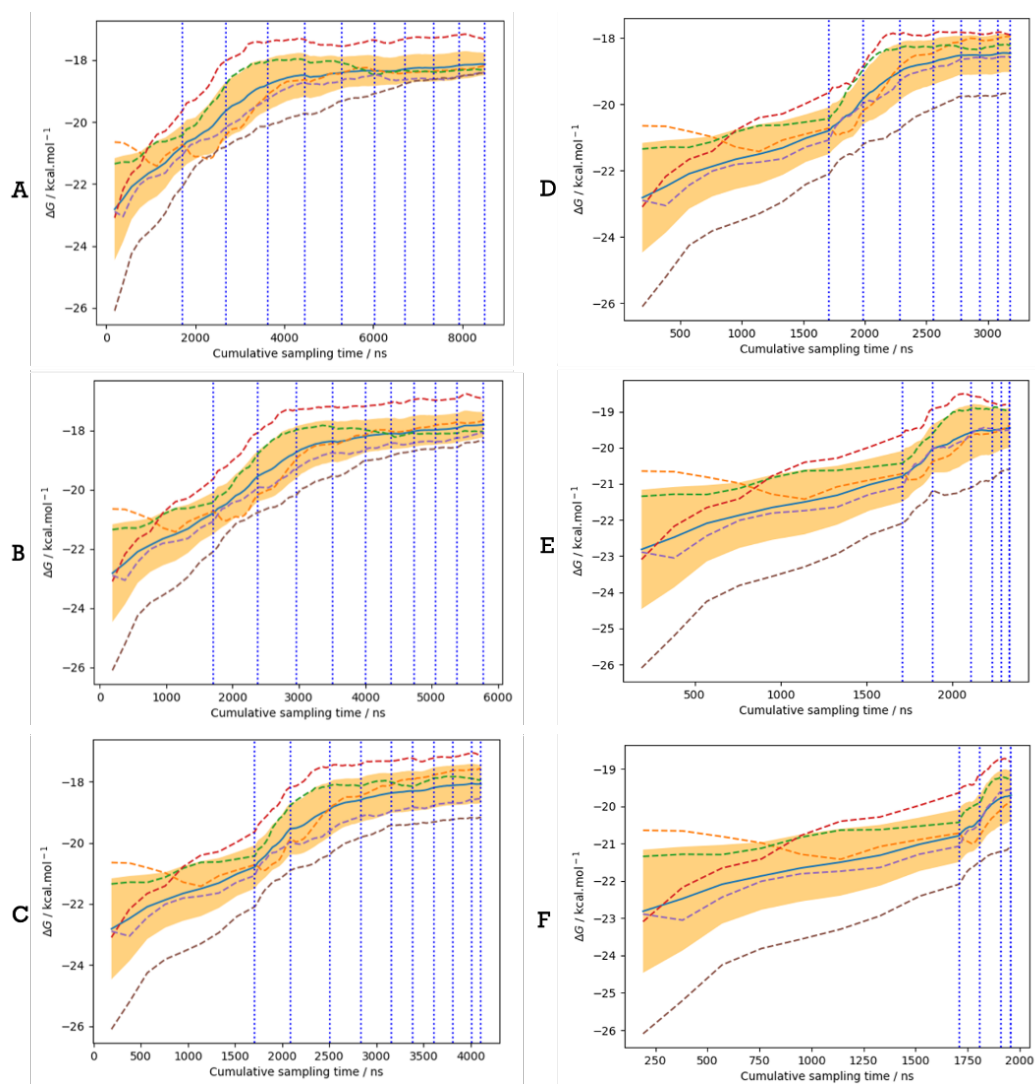 A
ΔG / kcal.mol⁻¹
−18
−20
−22
−24
−26
0 2000 4000 6000 8000
Cumulative sampling time / ns
B
ΔG / kcal.mol⁻¹
−18
−20
−22
−24
−26
0 1000 2000 3000 4000 5000 6000
Cumulative sampling time / ns
C
ΔG / kcal.mol⁻¹
−18
−20
−22
−24
−26
0 500 1000 1500 2000 2500 3000 3500 4000
Cumulative sampling time / ns
D
ΔG / kcal.mol⁻¹
−18
−20
−22
−24
−26
500 1000 1500 2000 2500 3000
Cumulative sampling time / ns
E
ΔG / kcal.mol⁻¹
−19
−20
−21
−22
−23
−24
−25
−26
500 1000 1500 2000
Cumulative sampling time / ns
F
ΔG / kcal.mol⁻¹
−19
−20
−21
−22
−23
−24
−25
−26
250 500 750 1000 1250 1500 1750 2000
Cumulative sampling time / ns